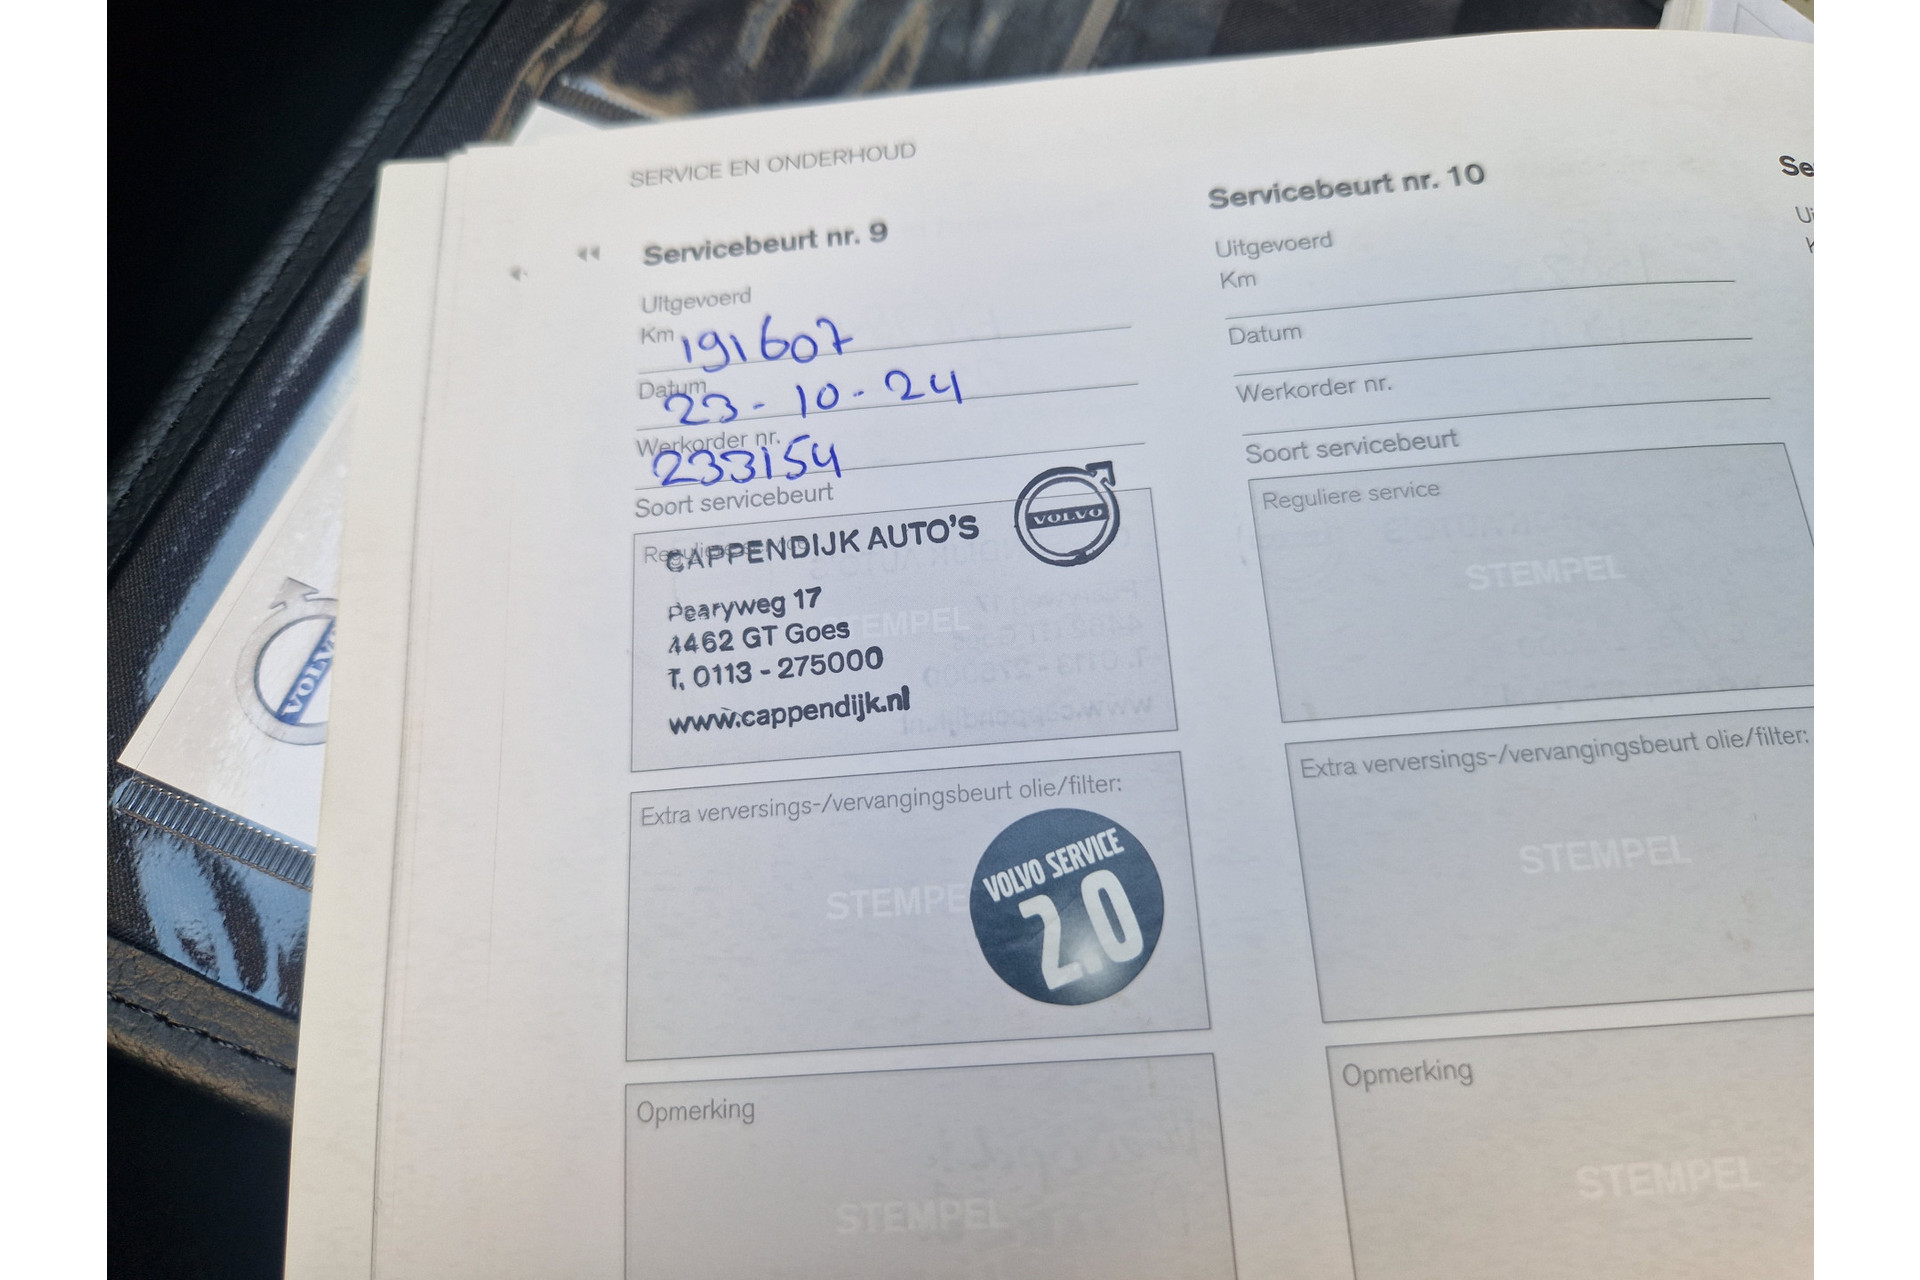 SERVICE EN ONDERHOUD
Servicebeurt nr. 9
Uitgevoerd
Km 191607
Datum 23-10-24
Werkorder nr. 233154
Soort servicebeurt
CAPPENDIJK AUTO'S
VOLVO
Pearyweg 17
4462 GT Goes
T. 0113 - 275000
www.cappendijk.nl
STEMPEL
Extra verversings-/vervangingsbeurt olie/filter:
STEMPE
VOLVO SERVICE
2.0
Opmerking
STEMPEL
Servicebeurt nr. 10
Uitgevoerd
Km
Datum
Werkorder nr.
Soort servicebeurt
Reguliere service
STEMPEL
Extra verversings-/vervangingsbeurt olie/filter:
STEMPEL
Opmerking
STEMPEL
Se
Ui
K
VOLVO